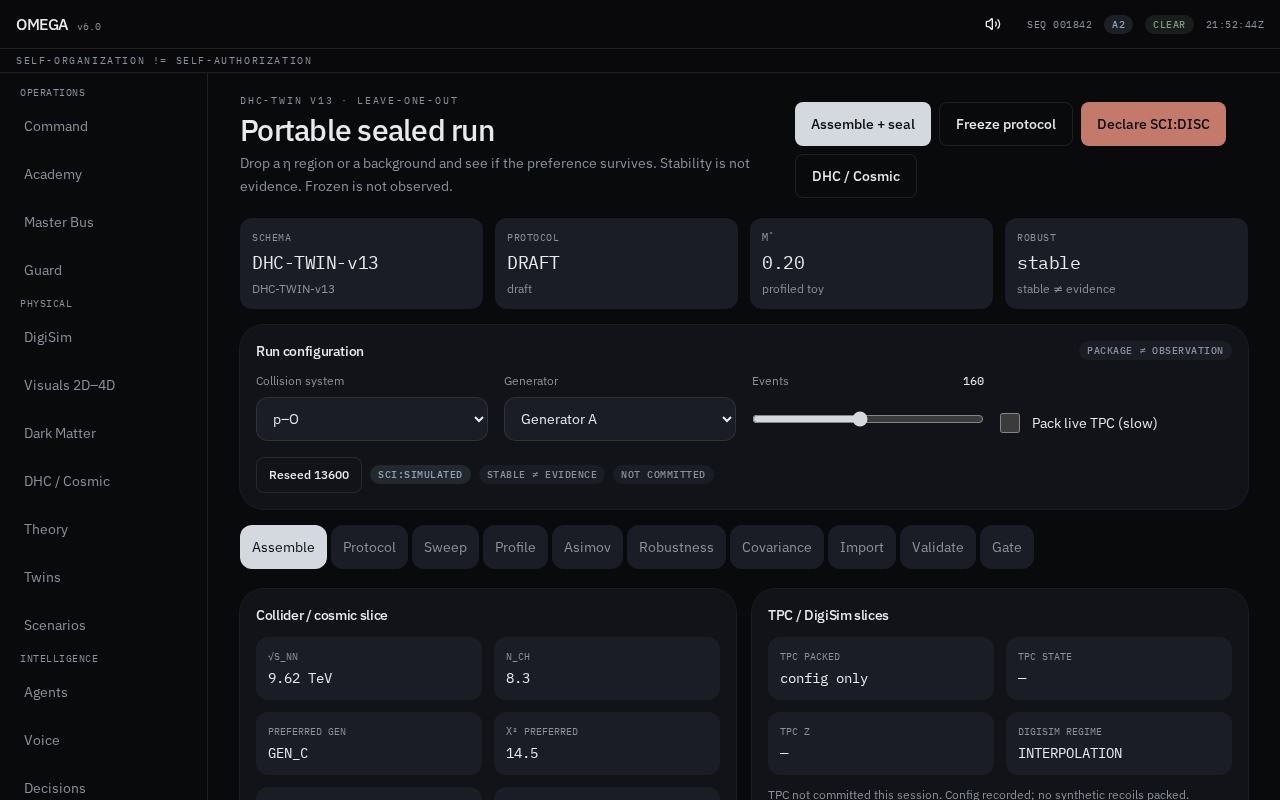 OMEGA v6.0
SEQ 001842 A2 CLEAR 21:52:44Z
SELF-ORGANIZATION != SELF-AUTHORIZATION
OPERATIONS
Command
Academy
Master Bus
Guard
PHYSICAL
DigiSim
Visuals 2D–4D
Dark Matter
DHC / Cosmic
Theory
Twins
Scenarios
INTELLIGENCE
Agents
Voice
Decisions
DHC-TWIN V13 · LEAVE-ONE-OUT
Portable sealed run
Drop a η region or a background and see if the preference survives. Stability is not
evidence. Frozen is not observed.
Assemble + seal Freeze protocol Declare SCI:DISC
DHC / Cosmic
SCHEMA
DHC-TWIN-v13
DHC-TWIN-v13
PROTOCOL
DRAFT
draft
M̂
0.20
profiled toy
ROBUST
stable
stable ≠ evidence
Run configuration PACKAGE ≠ OBSERVATION
Collision system Generator Events 160
p–O Generator A Pack live TPC (slow)
Reseed 13600 SCI:SIMULATED STABLE ≠ EVIDENCE NOT COMMITTED
Assemble Protocol Sweep Profile Asimov Robustness Covariance Import Validate Gate
Collider / cosmic slice
√S_NN N_CH
9.62 TeV 8.3
PREFERRED GEN Χ² PREFERRED
GEN_C 14.5
TPC / DigiSim slices
TPC PACKED TPC STATE
config only —
TPC Z DIGISIM REGIME
— INTERPOLATION
TPC not committed this session. Config recorded; no synthetic recoils packed.